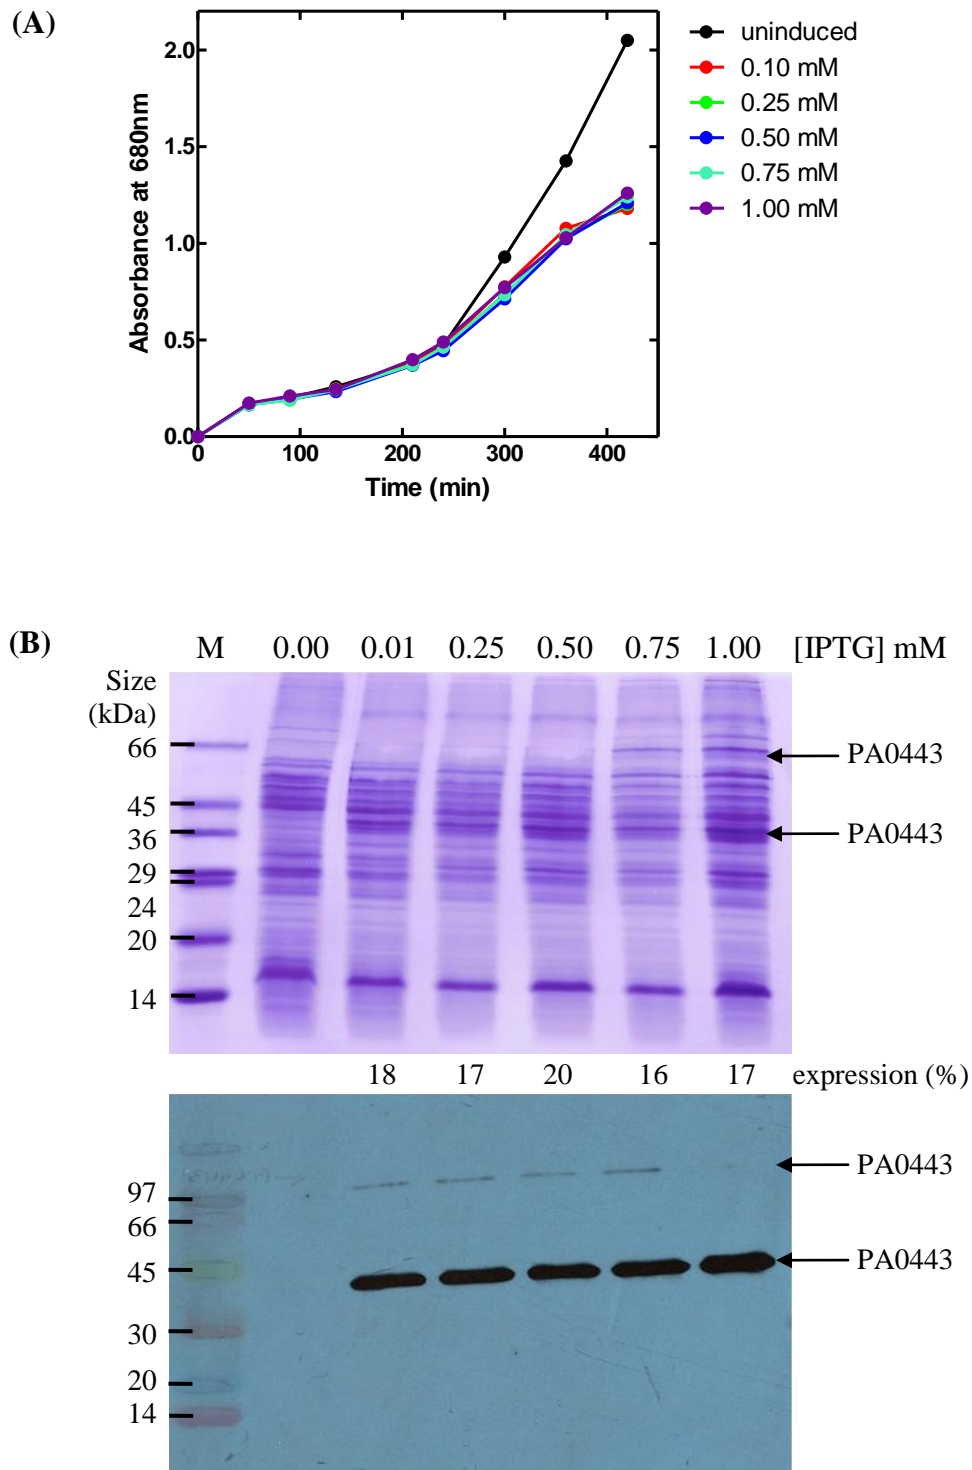 (A)
Absorbance at 680nm
2.0
1.5
1.0
0.5
0.0
0 100 200 300 400
Time (min)
uninduced
0.10 mM
0.25 mM
0.50 mM
0.75 mM
1.00 mM
(B)
M 0.00 0.01 0.25 0.50 0.75 1.00 [IPTG] mM
Size
(kDa)
66
45
36
29
24
20
14
PA0443
PA0443
18 17 20 16 17 expression (%)
97
66
45
30
20
14
PA0443
PA0443